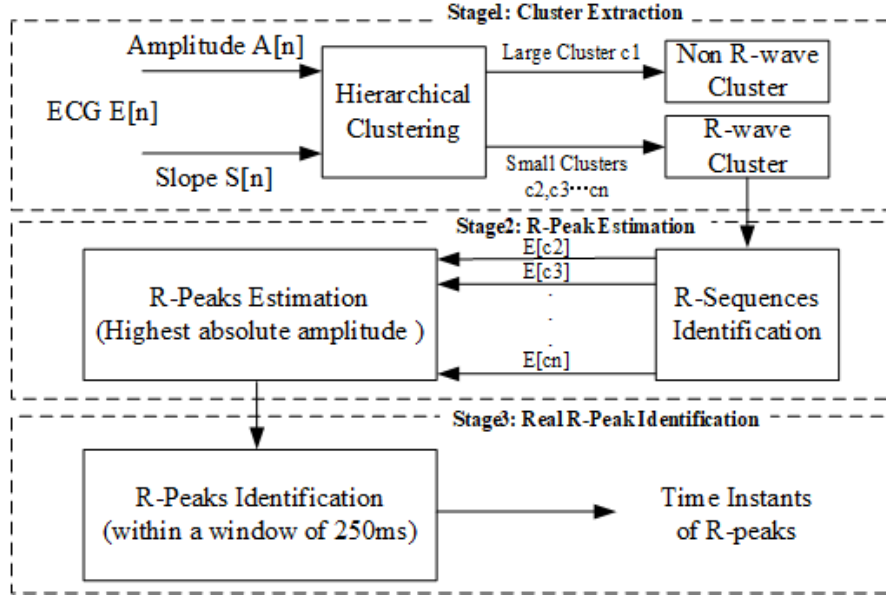 Stage1: Cluster Extraction
Amplitude A[n]
ECG E[n]
Slope S[n]
Hierarchical
Clustering
Large Cluster c1
Small Clusters
c2,c3···cn
Non R-wave
Cluster
R-wave
Cluster
Stage2: R-Peak Estimation
R-Peaks Estimation
(Highest absolute amplitude )
E[c2]
E[c3]
.
.
.
E[cn]
R-Sequences
Identification
Stage3: Real R-Peak Identification
R-Peaks Identification
(within a window of 250ms)
Time Instants
of R-peaks